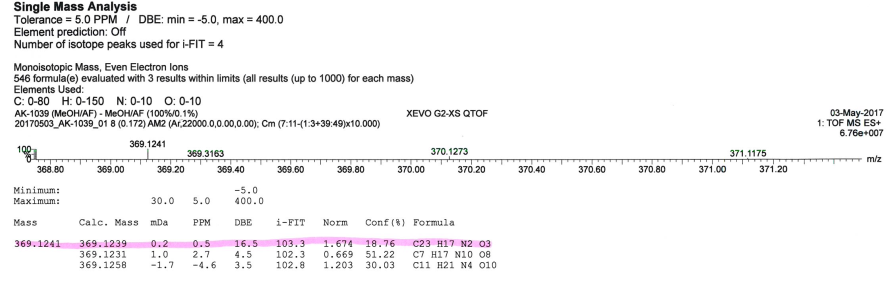 Single Mass Analysis
Tolerance = 5.0 PPM / DBE: min = -5.0, max = 400.0
Element prediction: Off
Number of isotope peaks used for i-FIT = 4
Monoisotopic Mass, Even Electron Ions
546 formula(e) evaluated with 3 results within limits (all results (up to 1000) for each mass)
Elements Used:
C: 0-80 H: 0-150 N: 0-10 O: 0-10
AK-1039 (MeOH/AF) - MeOH/AF (100%/0.1%) XEVO G2-XS QTOF 03-May-2017
20170503_AK-1039_01 8 (0.172) AM2 (Ar,22000.0,0.00,0.00); Cm (7:11-(1:3+39:49)x10.000) 1: TOF MS ES+
6.76e+007
369.1241
100 369.3163 370.1273 371.1175
%
0
368.80 369.00 369.20 369.40 369.60 369.80 370.00 370.20 370.40 370.60 370.80 371.00 371.20 m/z
Minimum: -5.0
Maximum: 30.0 5.0 400.0
Mass Calc. Mass mDa PPM DBE i-FIT Norm Conf(%) Formula
369.1241 369.1239 0.2 0.5 16.5 103.3 1.674 18.76 C23 H17 N2 O3
369.1231 1.0 2.7 4.5 102.3 0.669 51.22 C7 H17 N10 O8
369.1258 -1.7 -4.6 3.5 102.8 1.203 30.03 C11 H21 N4 O10